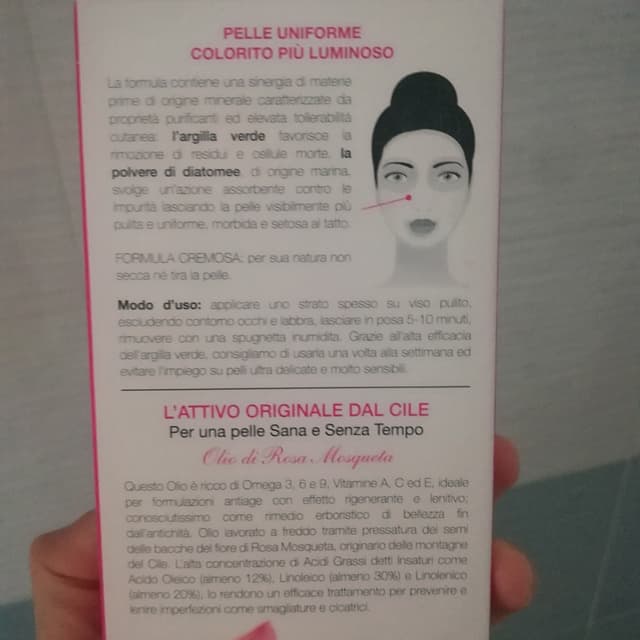 PELLE UNIFORME
COLORITO PIÙ LUMINOSO
La formula contiene una sinergia di materie
prime di origine minerale caratterizzate da
proprietà purificanti ed elevata tollerabilità
cutanea: l'argilla verde favorisce la
rimozione di residui e cellule morte, la
polvere di diatomee, di origine marina,
svolge un'azione assorbente contro le
impurità lasciando la pelle visibilmente più
pulita e uniforme, morbida e setosa al tatto.
FORMULA CREMOSA: per sua natura non
secca né tira la pelle.
Modo d'uso: applicare uno strato spesso su viso pulito,
escludendo contorno occhi e labbra, lasciare in posa 5-10 minuti,
rimuovere con una spugnetta inumidita. Grazie all'alta efficacia
dell'argilla verde, consigliamo di usarla una volta alla settimana ed
evitare l'impiego su pelli ultra delicate e molto sensibili.
L'ATTIVO ORIGINALE DAL CILE
Per una pelle Sana e Senza Tempo
Olio di Rosa Mosqueta
Questo Olio è ricco di Omega 3, 6 e 9, Vitamine A, C ed E, ideale
per formulazioni antiage con effetto rigenerante e lenitivo;
conosciutissimo come rimedio erboristico di bellezza fin
dall'antichità. Olio lavorato a freddo tramite pressatura dei semi
delle bacche del fiore di Rosa Mosqueta, originario delle montagne
del Cile. L'alta concentrazione di Acidi Grassi detti Insaturi come
Acido Oleico (almeno 12%), Linoleico (almeno 30%) e Linolenico
(almeno 20%), lo rendono un efficace trattamento per prevenire e
lenire imperfezioni come smagliature e cicatrici.